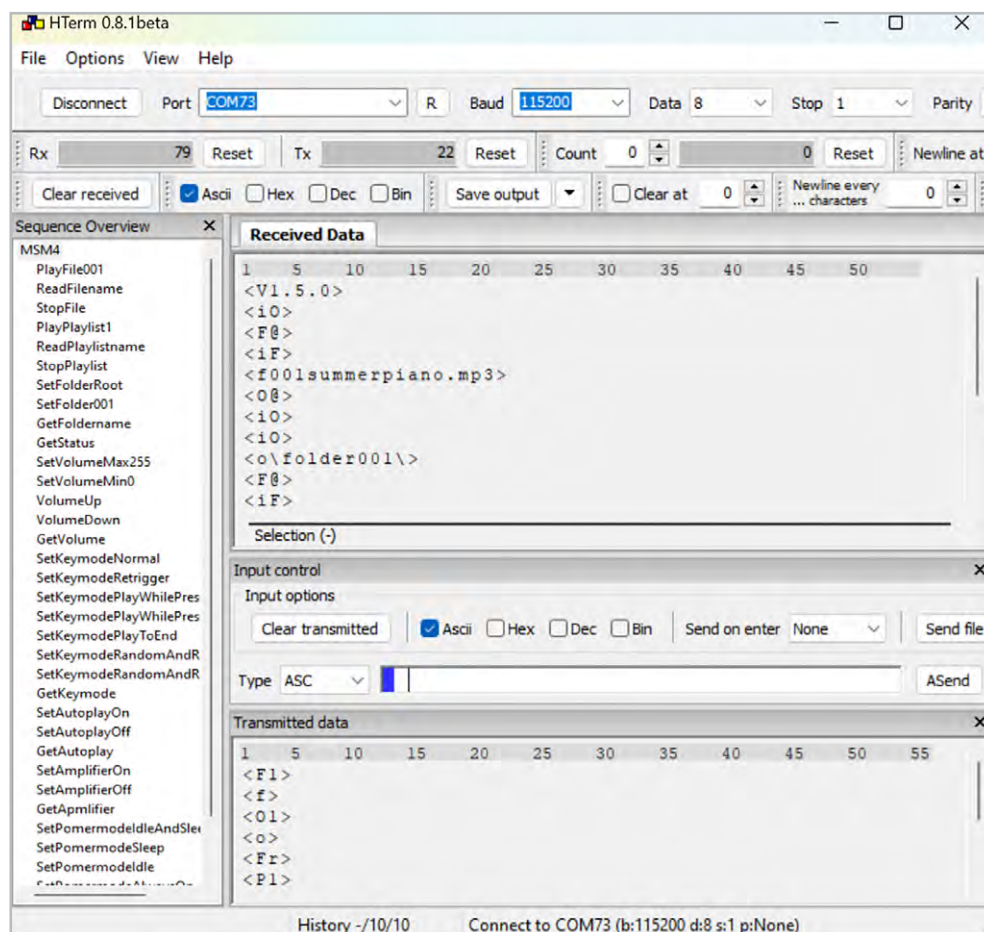 HTerm 0.8.1beta
File Options View Help
Disconnect Port COM73 R Baud 115200 Data 8 Stop 1 Parity
Rx 79 Reset Tx 22 Reset Count 0 0 Reset Newline at
Clear received Ascii Hex Dec Bin Save output Clear at 0 Newline every ... characters 0
Sequence Overview
MSM4
PlayFile001
ReadFilename
StopFile
PlayPlaylist1
ReadPlaylistname
StopPlaylist
SetFolderRoot
SetFolder001
GetFoldername
GetStatus
SetVolumeMax255
SetVolumeMin0
VolumeUp
VolumeDown
GetVolume
SetKeymodeNormal
SetKeymodeRetrigger
SetKeymodePlayWhilePres
SetKeymodePlayWhilePres
SetKeymodePlayToEnd
SetKeymodeRandomAndR
SetKeymodeRandomAndR
GetKeymode
SetAutoplayOn
SetAutoplayOff
GetAutoplay
SetAmplifierOn
SetAmplifierOff
GetApmlifier
SetPomermodeIdleAndSle
SetPomermodeSleep
SetPomermodeIdle
Received Data
1 5 10 15 20 25 30 35 40 45 50
<V1.5.0>
<iO>
<F@>
<iF>
<f001summerpiano.mp3>
<O@>
<iO>
<iO>
<o\folder001\>
<F@>
<iF>
Selection (-)
Input control
Input options
Clear transmitted Ascii Hex Dec Bin Send on enter None Send file
Type ASC ASend
Transmitted data
1 5 10 15 20 25 30 35 40 45 50 55
<F1>
<f>
<O1>
<o>
<Fr>
<P1>
History -/10/10 Connect to COM73 (b:115200 d:8 s:1 p:None)